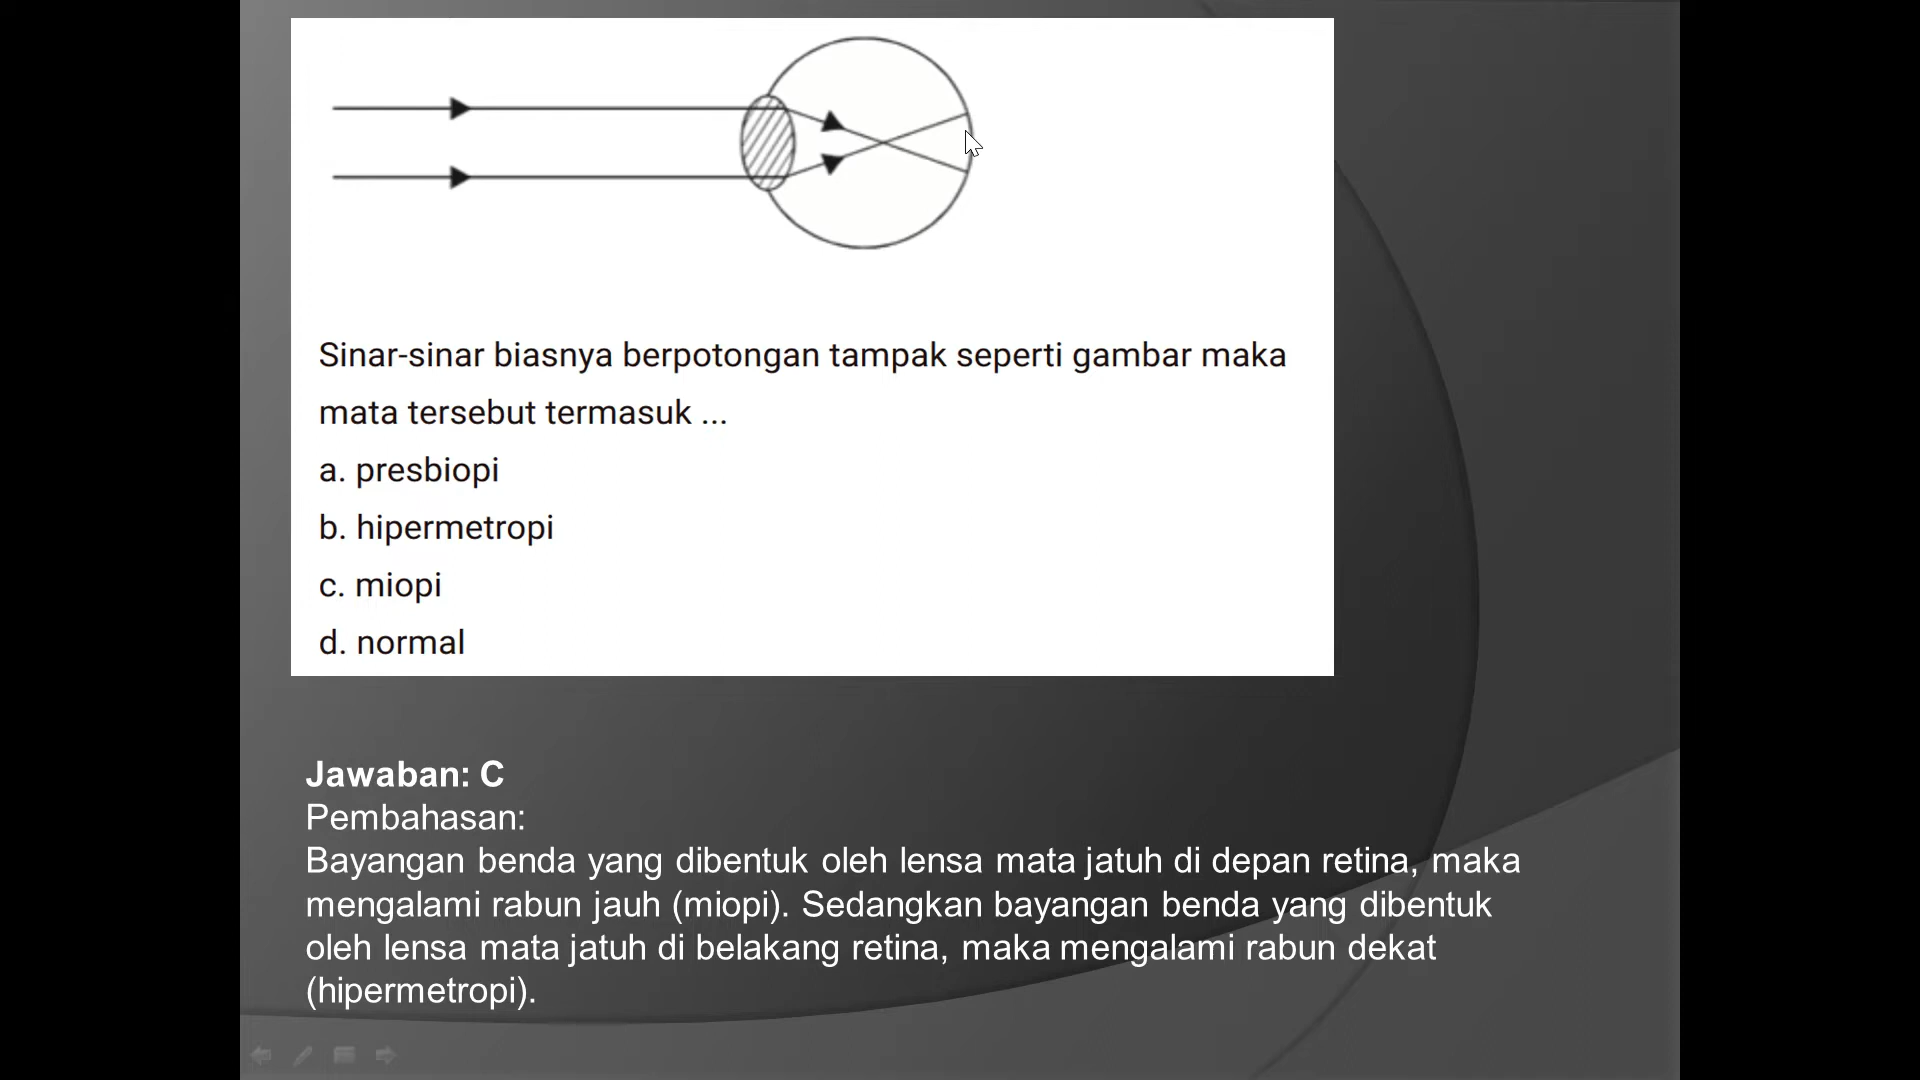 Sinar-sinar biasnya berpotongan tampak seperti gambar maka
mata tersebut termasuk ...
a. presbiopi
b. hipermetropi
c. miopi
d. normal
Jawaban: C
Pembahasan:
Bayangan benda yang dibentuk oleh lensa mata jatuh di depan retina, maka
mengalami rabun jauh (miopi). Sedangkan bayangan benda yang dibentuk
oleh lensa mata jatuh di belakang retina, maka mengalami rabun dekat
(hipermetropi).